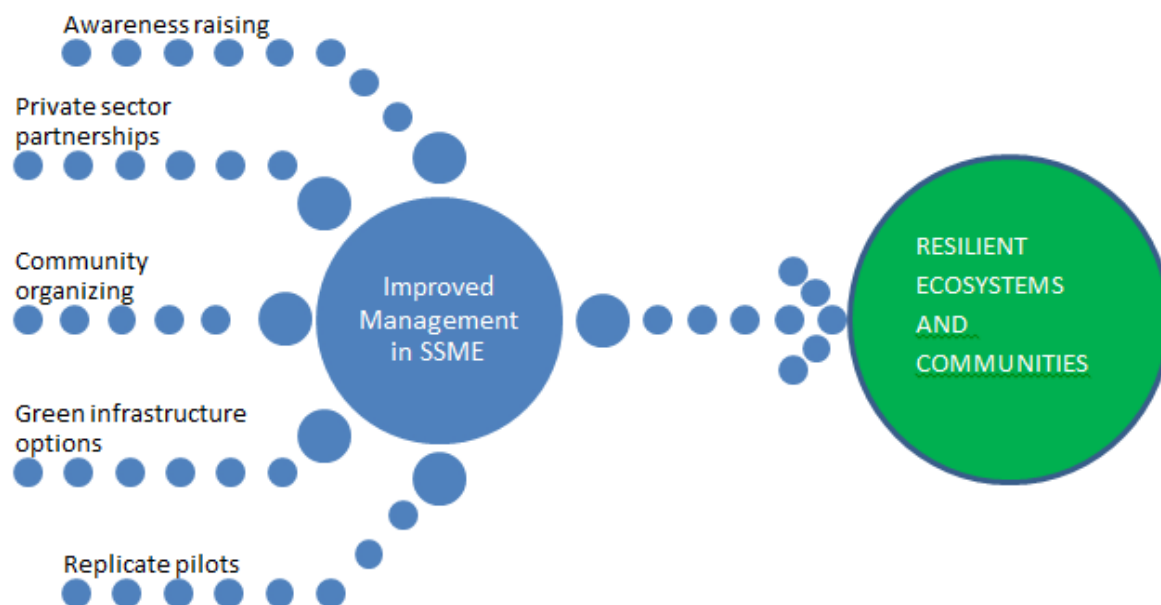 Awareness raising
Private sector
partnerships
Community
organizing
Green infrastructure
options
Replicate pilots
Improved
Management
in SSME
RESILIENT
ECOSYSTEMS
AND
COMMUNITIES